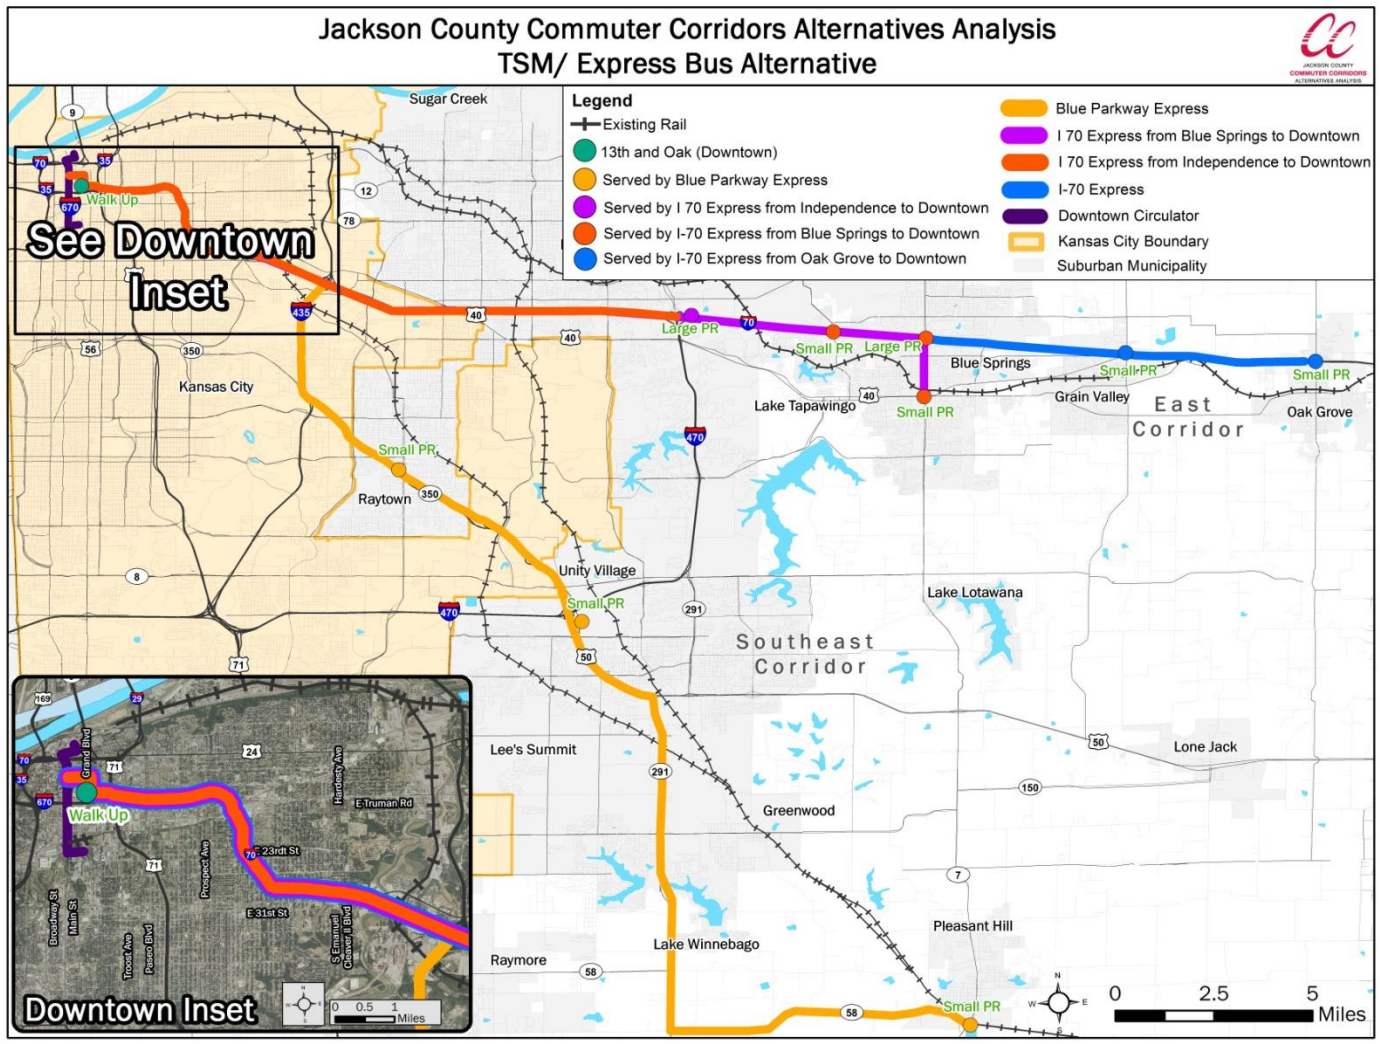 Jackson County Commuter Corridors Alternatives Analysis
TSM/ Express Bus Alternative
CC
JACKSON COUNTY
COMMUTER CORRIDORS
ALTERNATIVES ANALYSIS
Legend
Existing Rail
13th and Oak (Downtown)
Served by Blue Parkway Express
Served by I 70 Express from Independence to Downtown
Served by I-70 Express from Blue Springs to Downtown
Served by I-70 Express from Oak Grove to Downtown
Blue Parkway Express
I 70 Express from Blue Springs to Downtown
I 70 Express from Independence to Downtown
I-70 Express
Downtown Circulator
Kansas City Boundary
Suburban Municipality
Sugar Creek
9
70
35
12
35
Walk Up
670
78
See Downtown
Inset
435
40
Large PR
70
56
350
40
Small PR
Large PR
Blue Springs
Small PR
Small PR
Kansas City
Lake Tapawingo
40
Small PR
Grain Valley
East
Corridor
Oak Grove
470
Small PR
Raytown
350
Unity Village
8
Small PR
470
291
Lake Lotawana
Southeast
Corridor
50
71
Lee's Summit
50
Lone Jack
291
150
Greenwood
7
Pleasant Hill
Lake Winnebago
Raymore
58
Small PR
58
169
29
Grand Blvd
24
70
71
35
670
Hardesty Ave
E Truman Rd
Walk Up
70
E 23rdt St
71
Prospect Ave
E 31st St
Broadway St
Main St
Troost Ave
Paseo Blvd
S Emanuel
Cleaver II Blvd
Downtown Inset
N
W
E
S
0 0.5 1
Miles
N
W
E
S
0 2.5 5
Miles